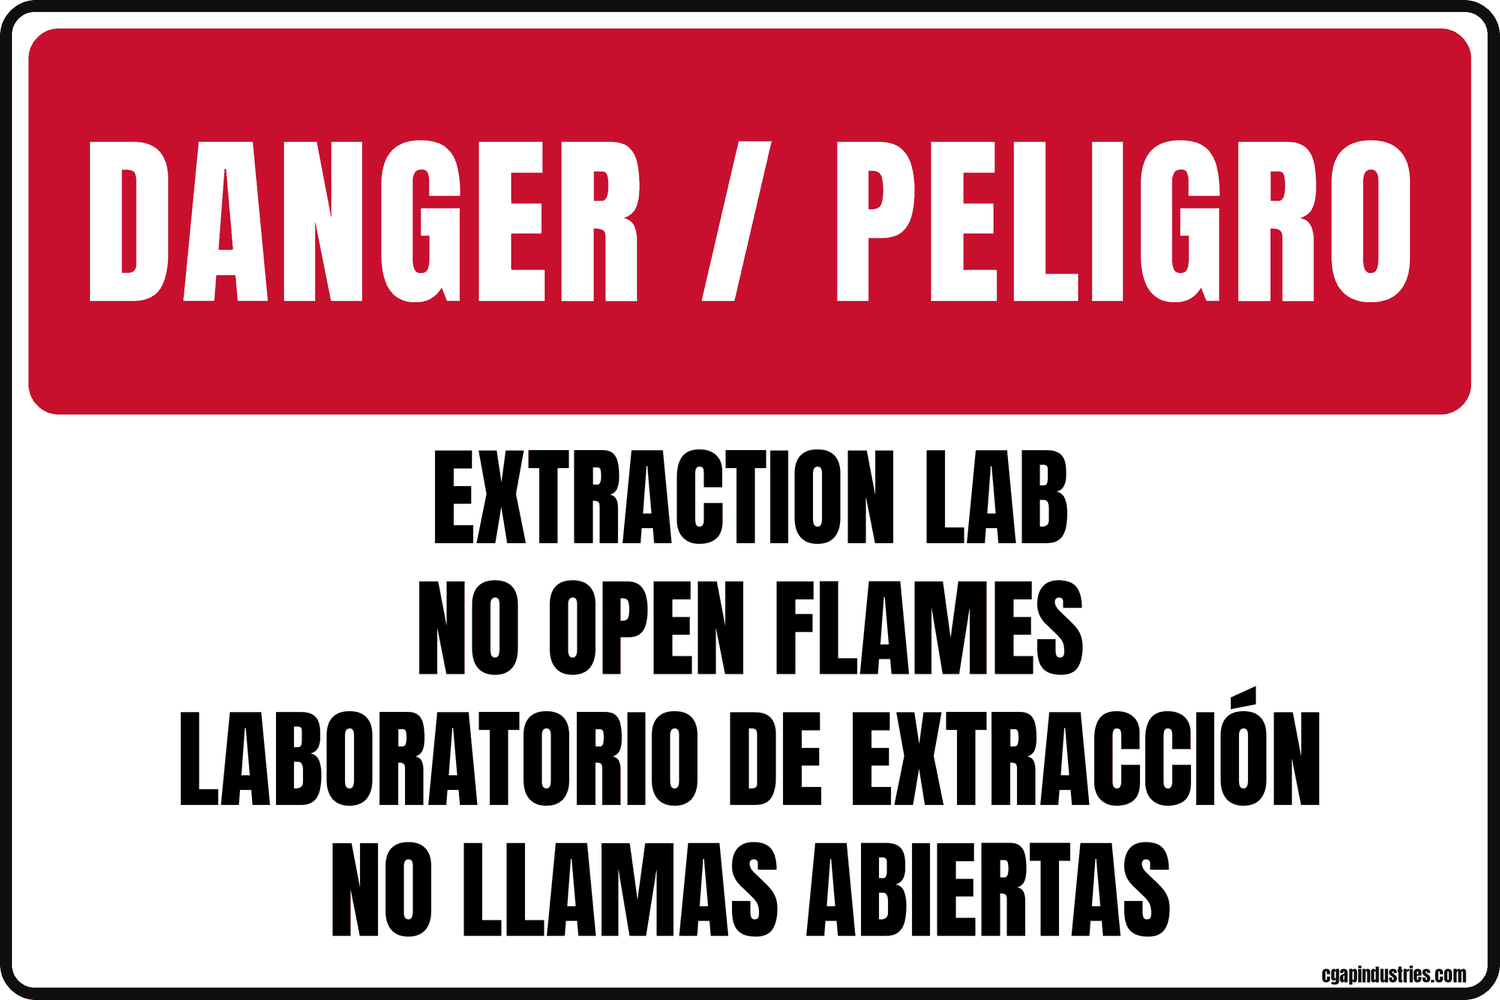 DANGER / PELIGRO
EXTRACTION LAB
NO OPEN FLAMES
LABORATORIO DE EXTRACCIÓN
NO LLAMAS ABIERTAS
cgapindustries.com